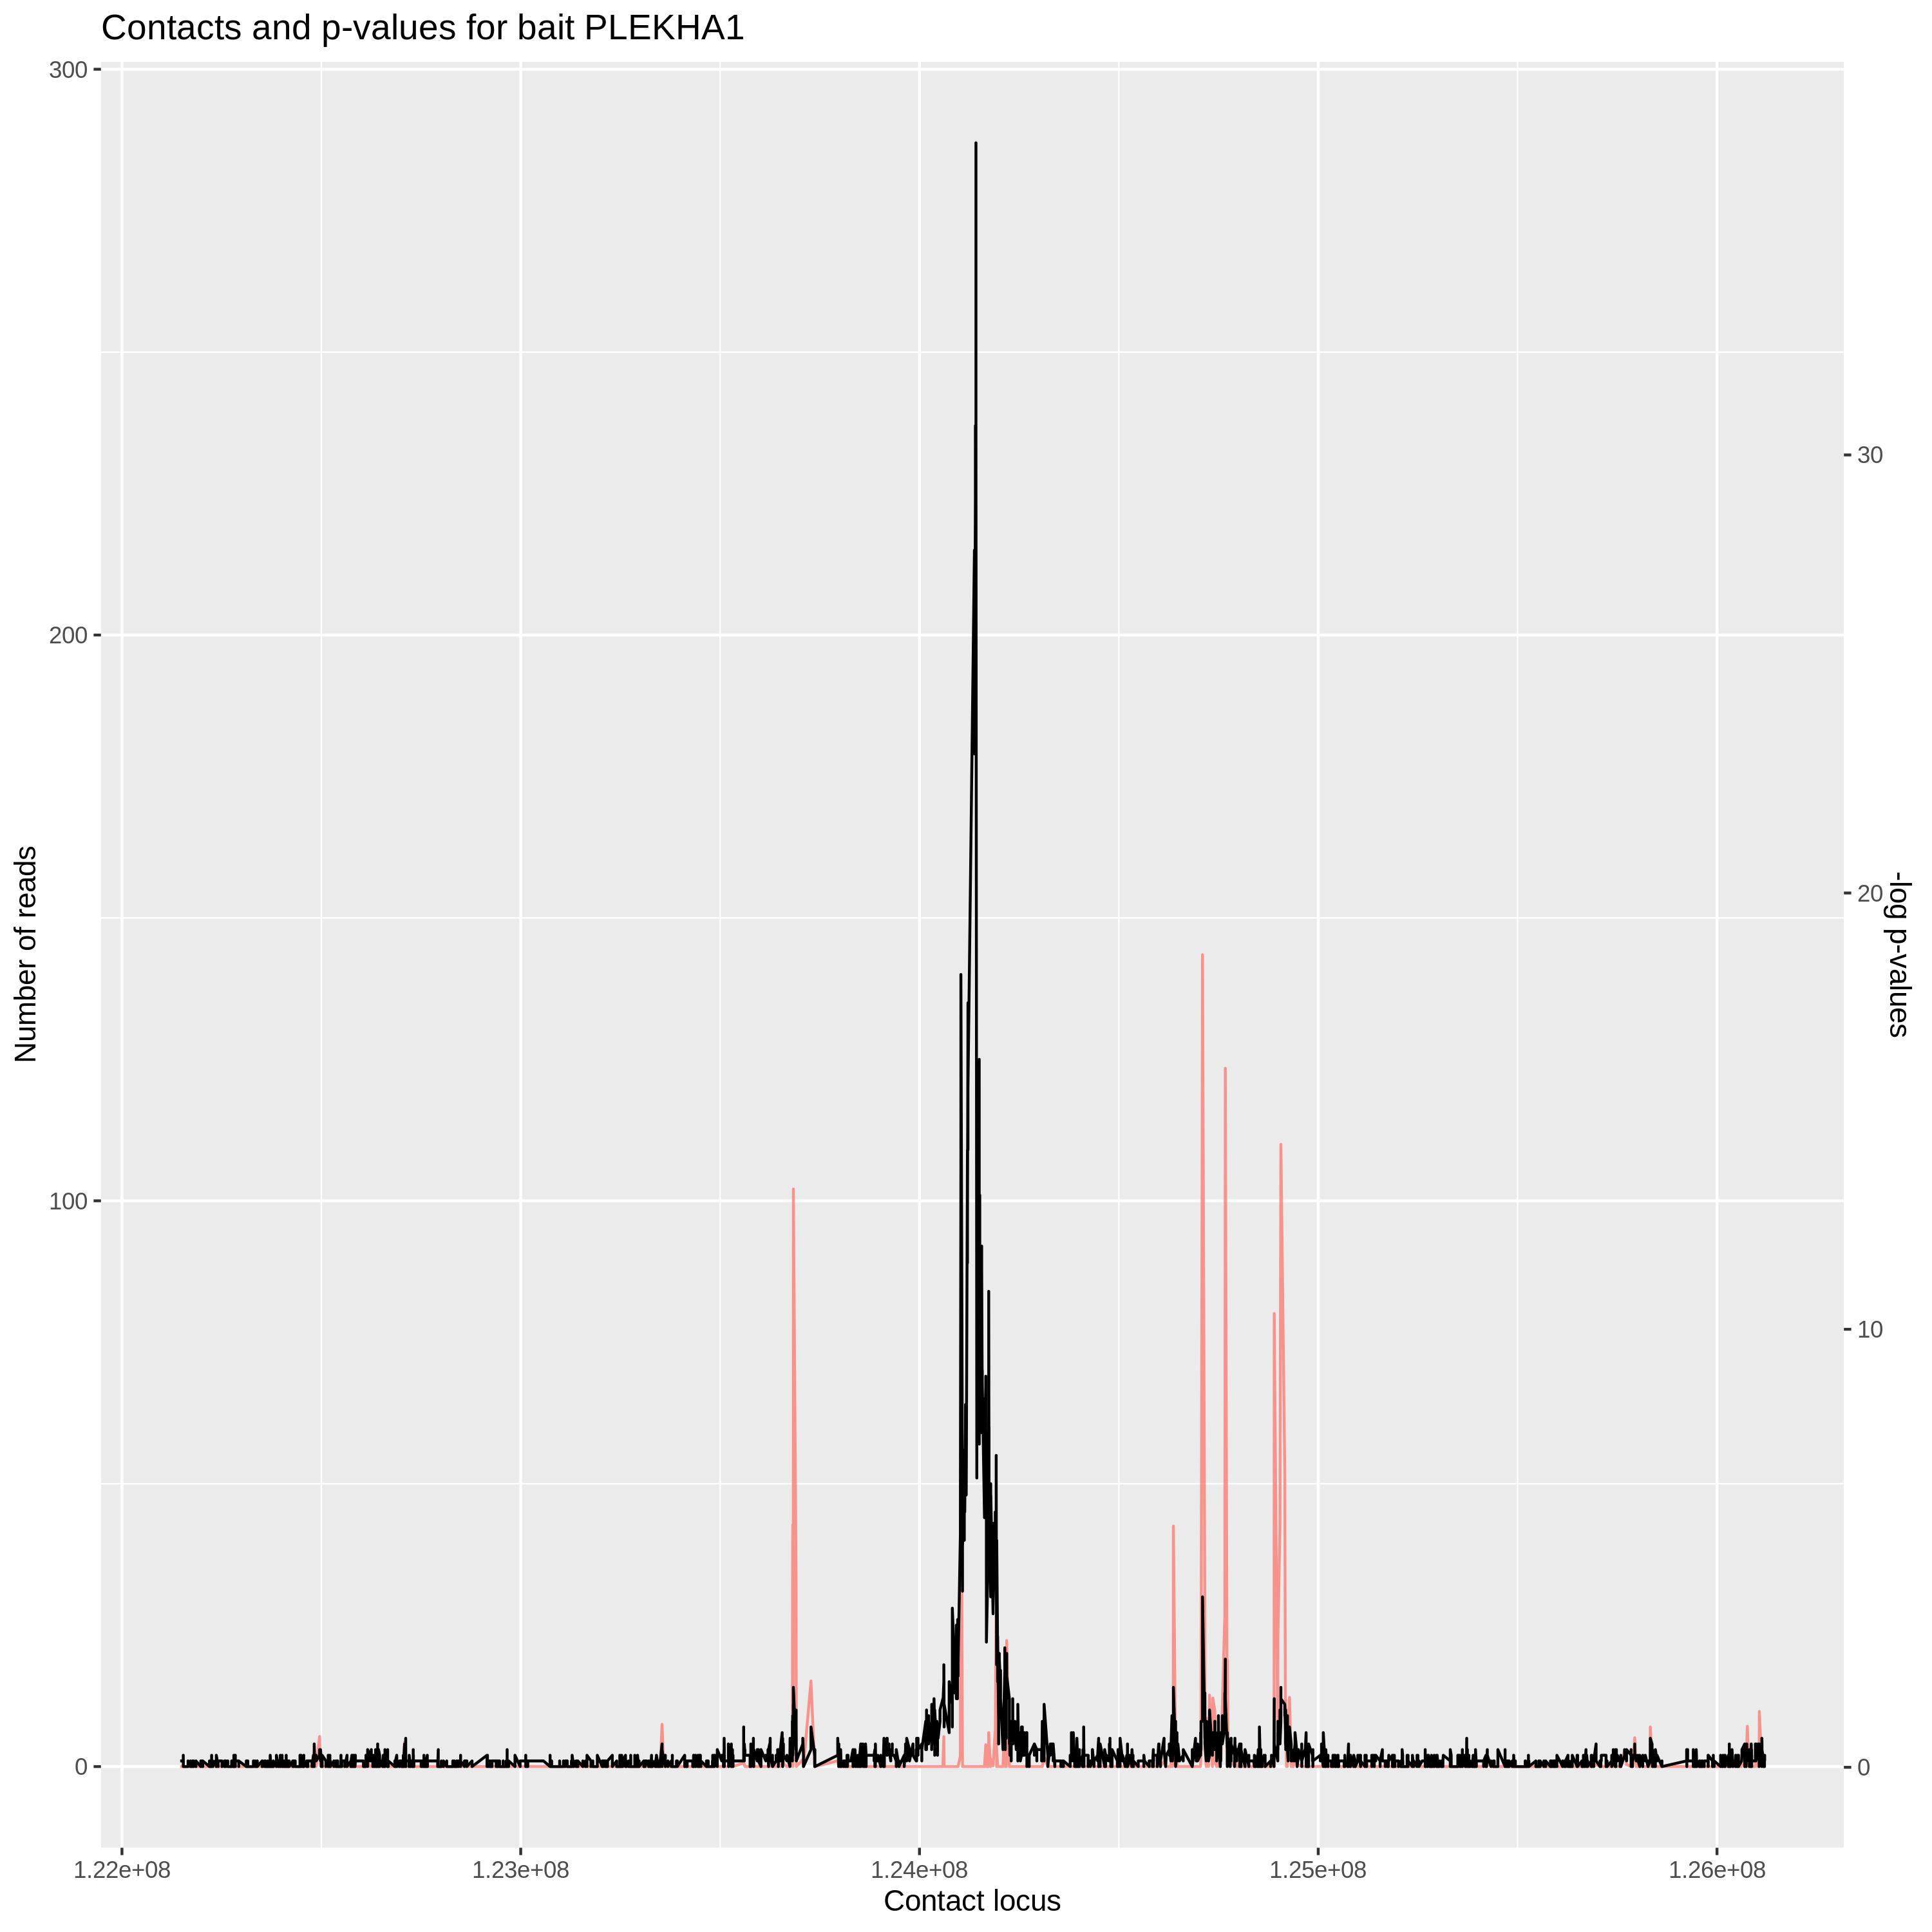 Contacts and p-values for bait PLEKHA1
300
200
100
0
Number of reads
30
20
10
0
-log p-values
1.22e+08
1.23e+08
1.24e+08
1.25e+08
1.26e+08
Contact locus